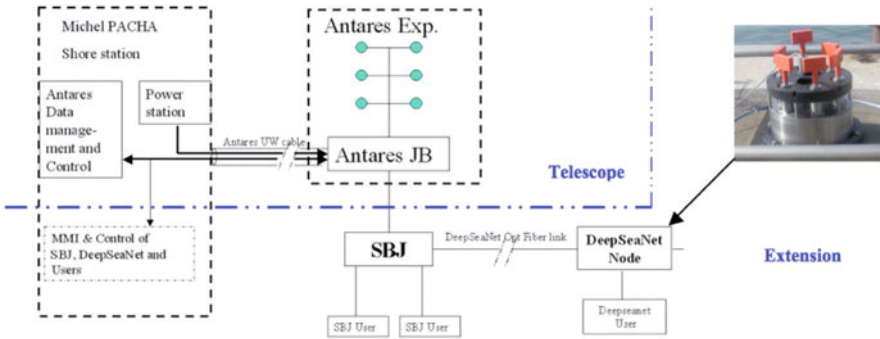 Michel PACHA
Shore station
Antares Exp.
Antares
Data
manage-
ment and
Control
Power
station
Antares UW cable
Antares JB
Telescope
MMI & Control of
SBJ, DeepSeaNet and
Users
SBJ
DeepSeaNet Opt Fiber link
DeepSeaNet
Node
Extension
SBJ User
SBJ User
Deepseanet
User